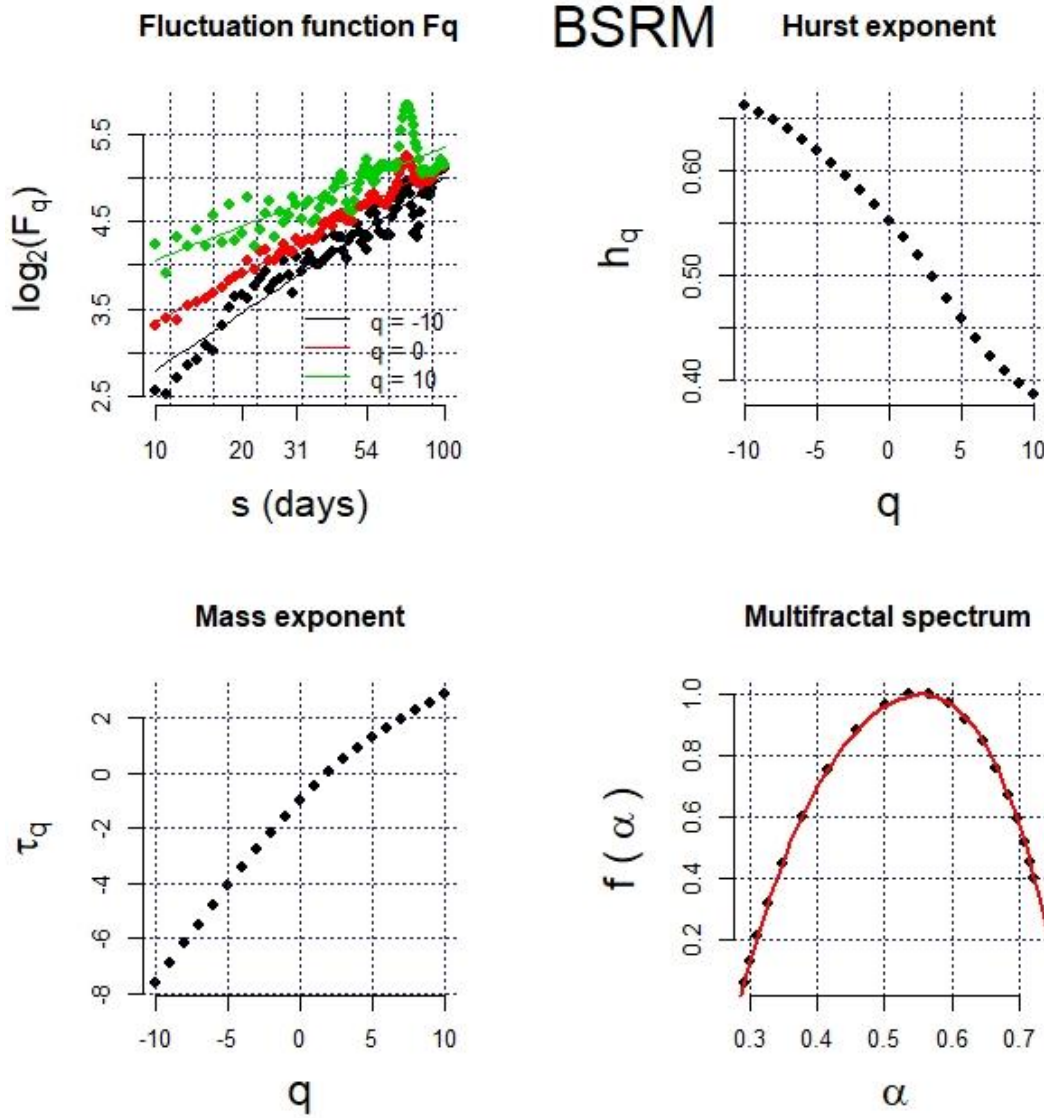 BSRM
Fluctuation function Fq
log₂(F_q)
5.5
4.5
3.5
2.5
q = -10
q = 0
q = 10
10 20 31 54 100
s (days)
Hurst exponent
h_q
0.60
0.50
0.40
-10 -5 0 5 10
q
Mass exponent
τ_q
2
0
-2
-4
-6
-8
-10 -5 0 5 10
q
Multifractal spectrum
f ( α )
1.0
0.8
0.6
0.4
0.2
0.3 0.4 0.5 0.6 0.7
α